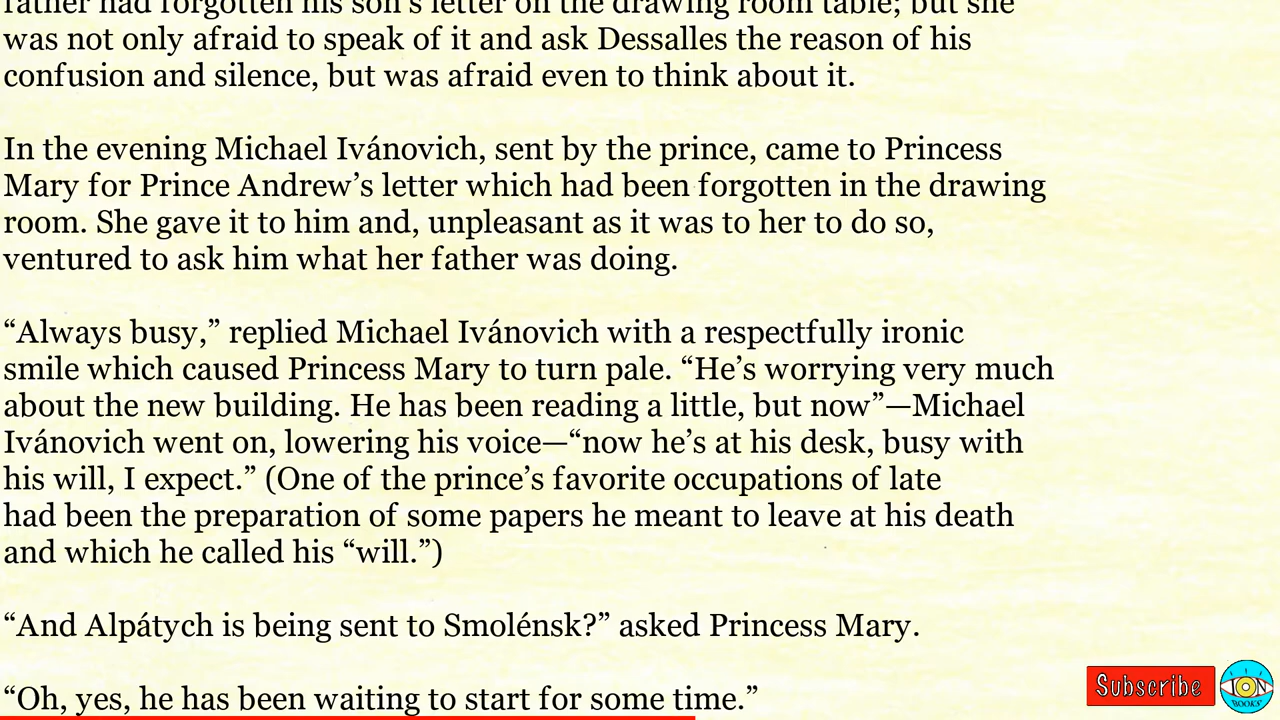 father had forgotten his son's letter on the drawing room table; but she
was not only afraid to speak of it and ask Dessalles the reason of his
confusion and silence, but was afraid even to think about it.
In the evening Michael Ivánovich, sent by the prince, came to Princess
Mary for Prince Andrew’s letter which had been forgotten in the drawing
room. She gave it to him and, unpleasant as it was to her to do so,
ventured to ask him what her father was doing.
“Always busy,” replied Michael Ivánovich with a respectfully ironic
smile which caused Princess Mary to turn pale. “He’s worrying very much
about the new building. He has been reading a little, but now”—Michael
Ivánovich went on, lowering his voice—“now he’s at his desk, busy with
his will, I expect.” (One of the prince’s favorite occupations of late
had been the preparation of some papers he meant to leave at his death
and which he called his “will.”)
“And Alpátych is being sent to Smolénsk?” asked Princess Mary.
“Oh, yes, he has been waiting to start for some time.”
Subscribe
ION
BOOKS